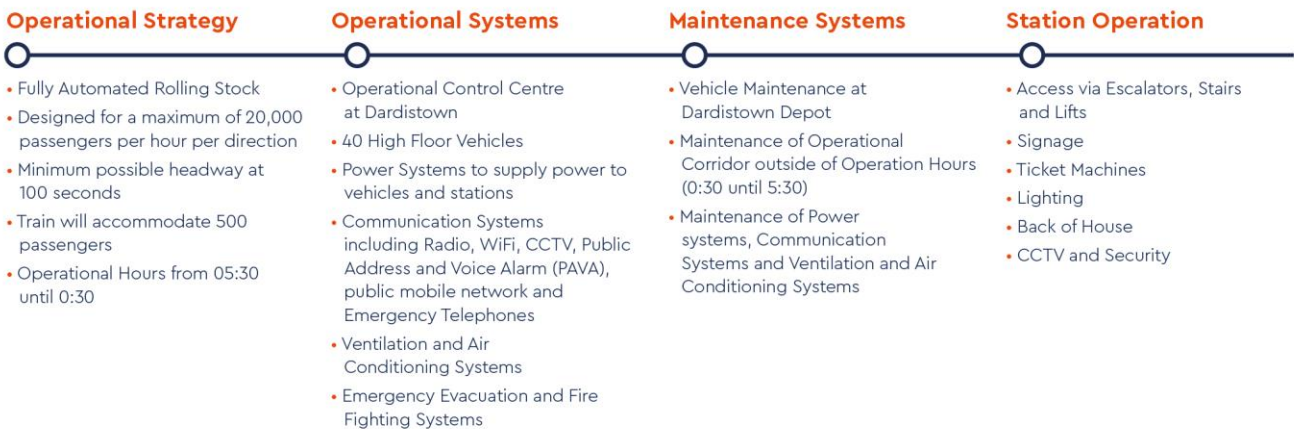 Operational Strategy
• Fully Automated Rolling Stock
• Designed for a maximum of 20,000
passengers per hour per direction
• Minimum possible headway at
100 seconds
• Train will accommodate 500
passengers
• Operational Hours from 05:30
until 0:30
Operational Systems
• Operational Control Centre
at Dardistown
• 40 High Floor Vehicles
• Power Systems to supply power to
vehicles and stations
• Communication Systems
including Radio, WiFi, CCTV, Public
Address and Voice Alarm (PAVA),
public mobile network and
Emergency Telephones
• Ventilation and Air
Conditioning Systems
• Emergency Evacuation and Fire
Fighting Systems
Maintenance Systems
• Vehicle Maintenance at
Dardistown Depot
• Maintenance of Operational
Corridor outside of Operation Hours
(0:30 until 5:30)
• Maintenance of Power
systems, Communication
Systems and Ventilation and Air
Conditioning Systems
Station Operation
• Access via Escalators, Stairs
and Lifts
• Signage
• Ticket Machines
• Lighting
• Back of House
• CCTV and Security